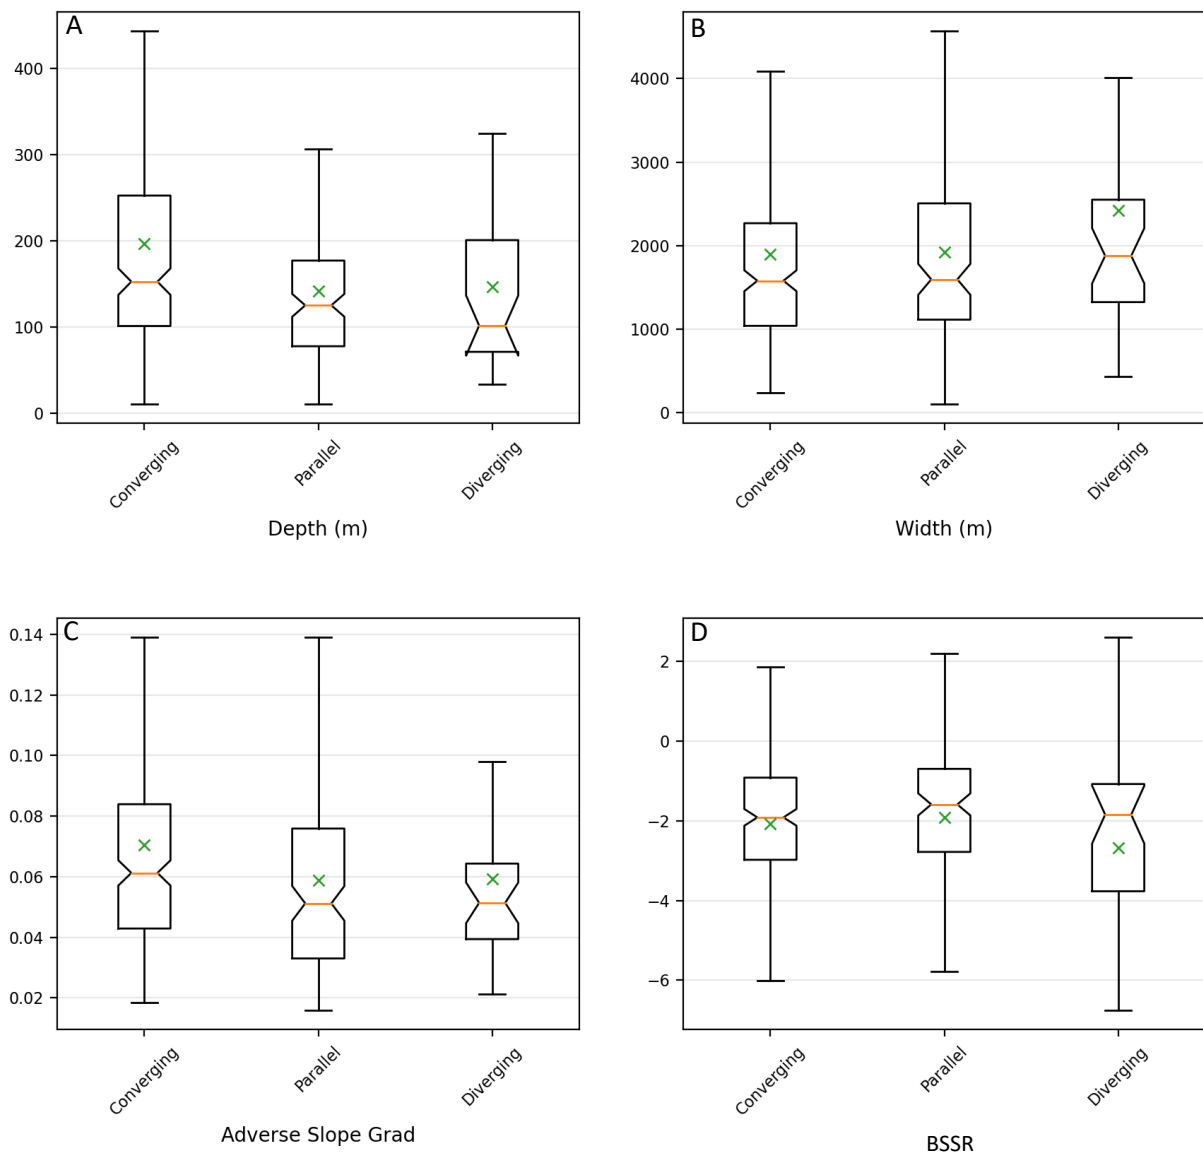 A
400
300
200
100
0
Converging
Parallel
Diverging
Depth (m)
B
4000
3000
2000
1000
0
Converging
Parallel
Diverging
Width (m)
C
0.14
0.12
0.10
0.08
0.06
0.04
0.02
Converging
Parallel
Diverging
Adverse Slope Grad
D
2
0
−2
−4
−6
Converging
Parallel
Diverging
BSSR